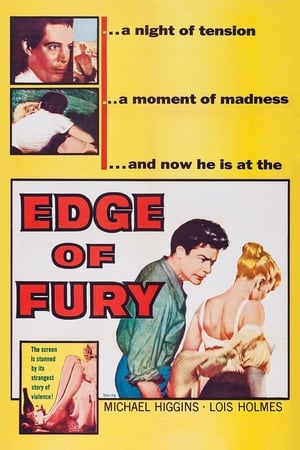 ...a night of tension
...a moment of madness
...and now he is at the
EDGE
OF
FURY
The screen
is stunned
by its
strangest
story of
violence!
Starring
MICHAEL HIGGINS · LOIS HOLMES